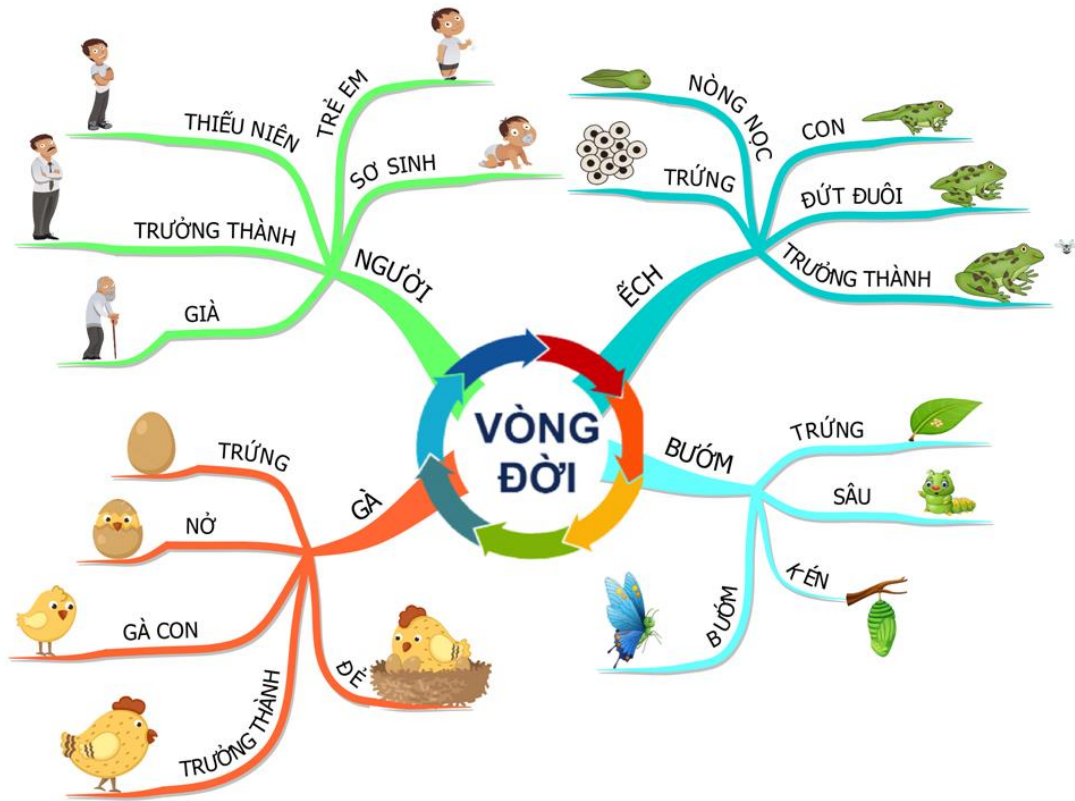 VÒNG
ĐỜI
ẾCH
TRỨNG
NÒNG NỌC
CON
ĐỨT ĐUÔI
TRƯỞNG THÀNH
BƯỚM
TRỨNG
SÂU
KÉN
BƯỚM
GÀ
TRỨNG
NỞ
GÀ CON
TRƯỞNG THÀNH
ĐẺ
NGƯỜI
SƠ SINH
TRẺ EM
THIẾU NIÊN
TRƯỞNG THÀNH
GIÀ